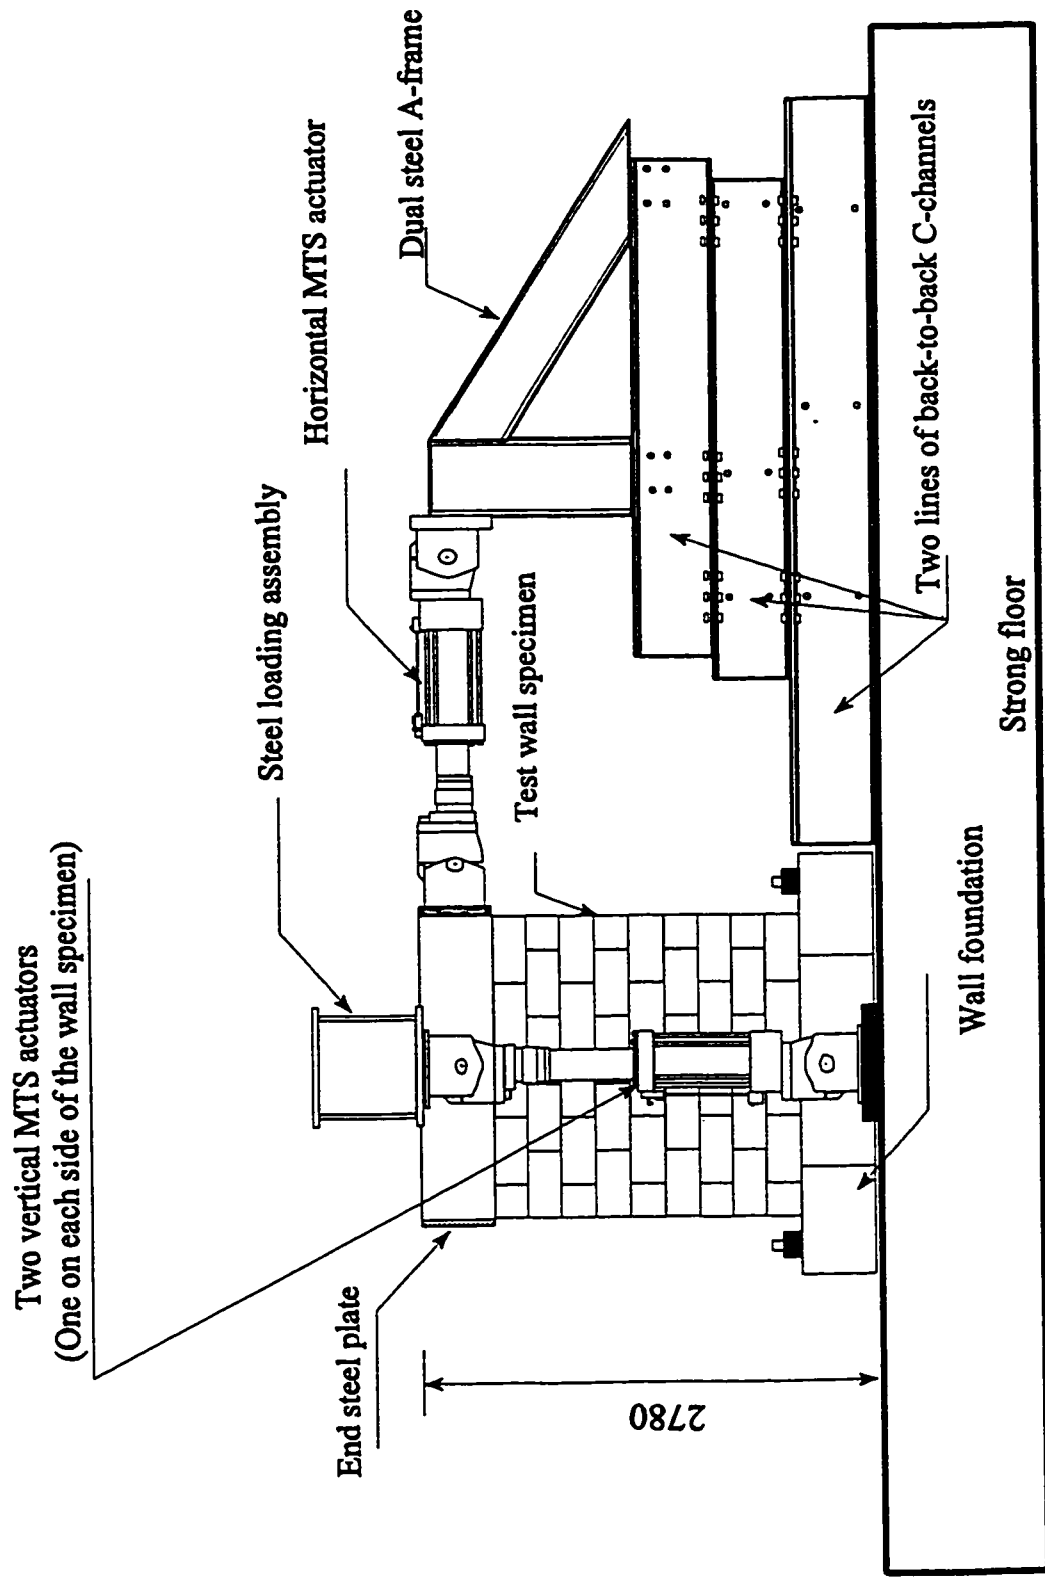 Two vertical MTS actuators
(One on each side of the wall specimen)
Steel loading assembly
Horizontal MTS actuator
Dual steel A-frame
End steel plate
Test wall specimen
2780
Wall foundation
Two lines of back-to-back C-channels
Strong floor